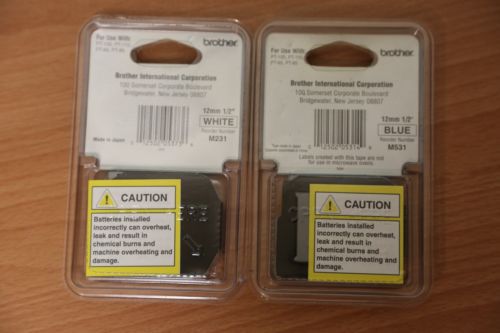 For Use With:
brother
Brother International Corporation
100 Somerset Corporate Boulevard
Bridgewater, New Jersey 08807
12mm 1/2"
WHITE
Reorder Number
M231
Made in Japan
CAUTION
Batteries installed
incorrectly can overheat,
leak and result in
chemical burns and
machine overheating and
damage.
For Use With:
brother
Brother International Corporation
100 Somerset Corporate Boulevard
Bridgewater, New Jersey 08807
12mm 1/2"
BLUE
Reorder Number
M531
Labels created with this tape are not
for use in microwave ovens
CAUTION
Batteries installed
incorrectly can overheat,
leak and result in
chemical burns and
machine overheating and
damage.